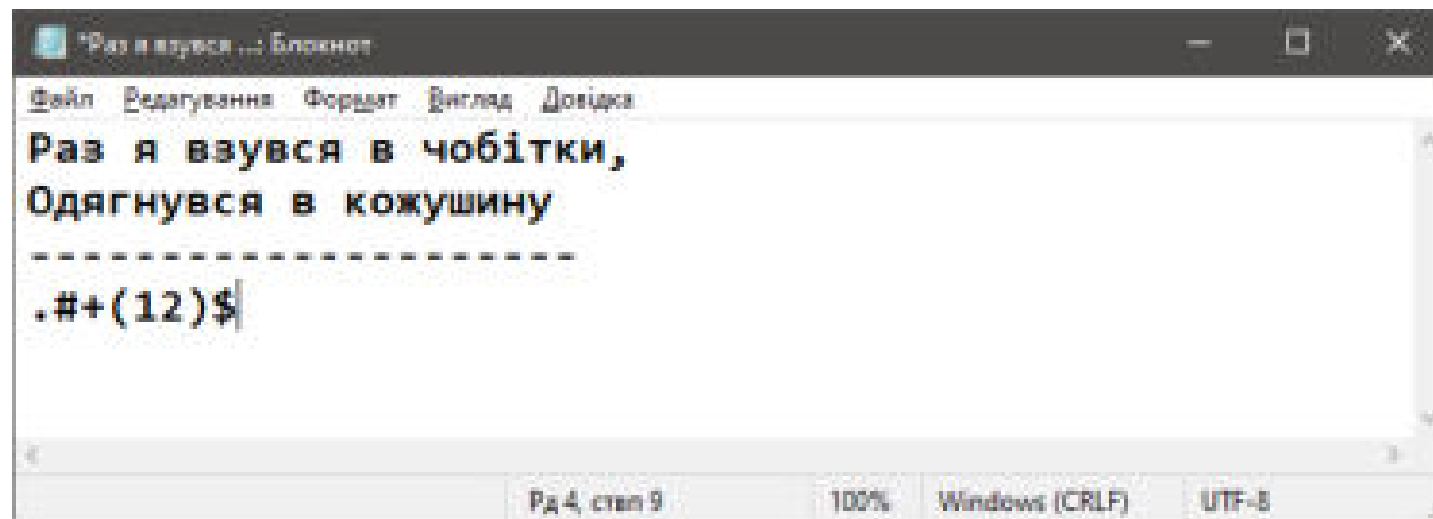 *Раз я взувся ...: Блокнот
Файл Редагування Формат Вигляд Довідка
Раз я взувся в чобітки,
Одягнувся в кожушину
---------------------
.#+(12)$
Рд 4, ствп 9 100% Windows (CRLF) UTF-8